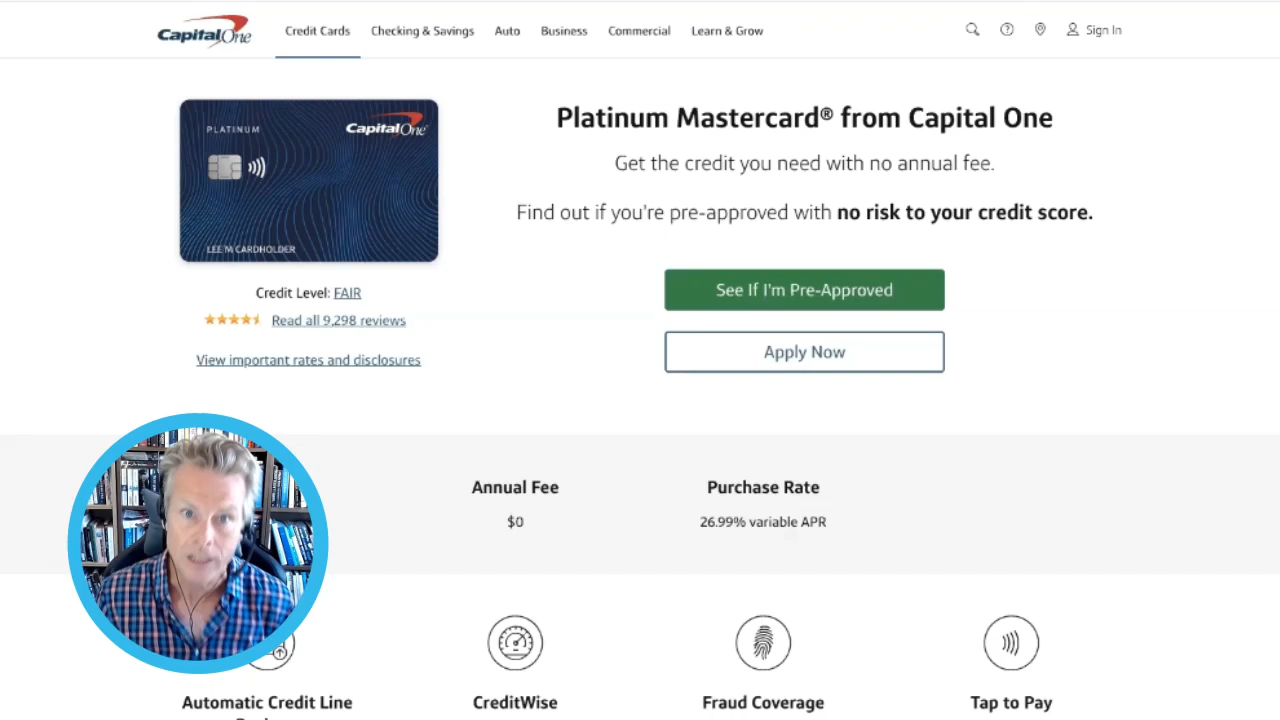 CapitalOne
Credit Cards
Checking & Savings
Auto
Business
Commercial
Learn & Grow
Sign In
PLATINUM
CapitalOne
LEE M CARDHOLDER
Credit Level: FAIR
Read all 9,298 reviews
View important rates and disclosures
Platinum Mastercard® from Capital One
Get the credit you need with no annual fee.
Find out if you're pre-approved with no risk to your credit score.
See If I'm Pre-Approved
Apply Now
Annual Fee
$0
Purchase Rate
26.99% variable APR
Automatic Credit Line
CreditWise
Fraud Coverage
Tap to Pay